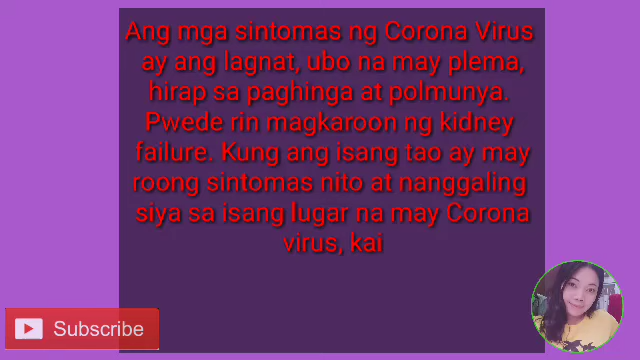 Ang mga sintomas ng Corona Virus
ay ang lagnat, ubo na may plema,
hirap sa paghinga at polmunya.
Pwede rin magkaroon ng kidney
failure. Kung ang isang tao ay may
roong sintomas nito at nanggaling
siya sa isang lugar na may Corona
virus, kai
Subscribe